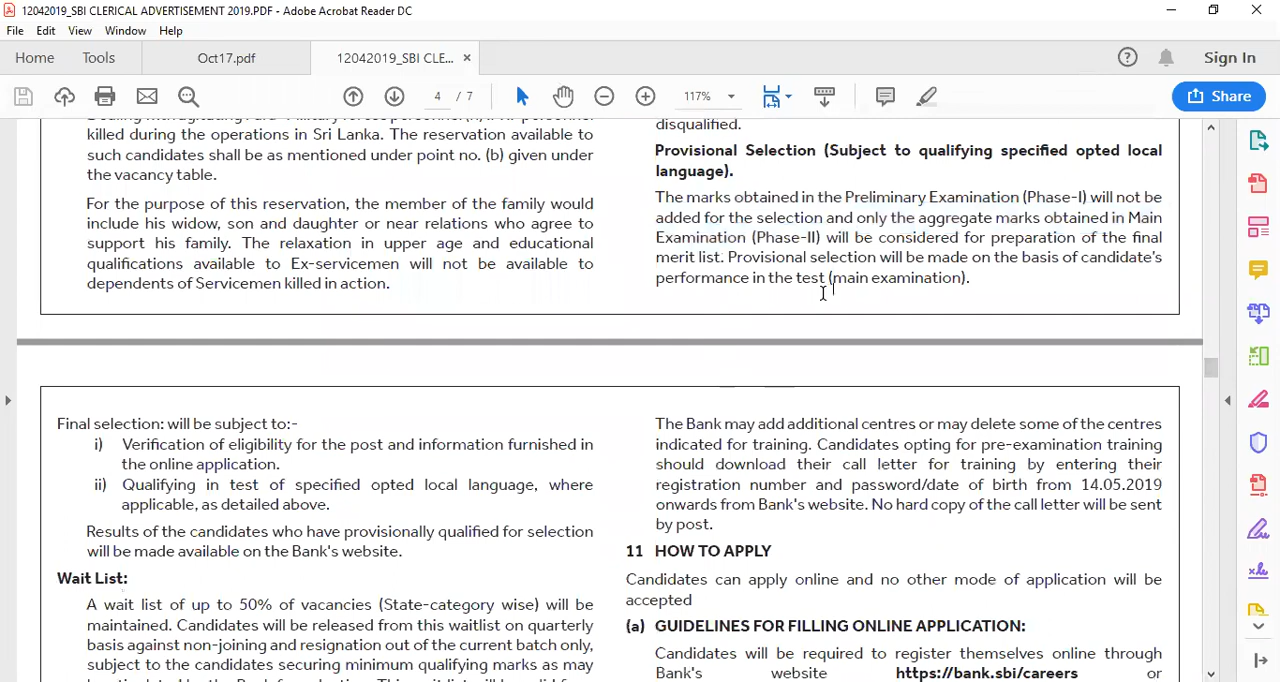 12042019_SBI CLERICAL ADVERTISEMENT 2019.PDF - Adobe Acrobat Reader DC
File Edit View Window Help
Home Tools Oct17.pdf 12042019_SBI CLE... × Sign In
4 / 7 117% Share
killed during the operations in Sri Lanka. The reservation available to
such candidates shall be as mentioned under point no. (b) given under
the vacancy table.
For the purpose of this reservation, the member of the family would
include his widow, son and daughter or near relations who agree to
support his family. The relaxation in upper age and educational
qualifications available to Ex-servicemen will not be available to
dependents of Servicemen killed in action.
disqualified.
Provisional Selection (Subject to qualifying specified opted local
language).
The marks obtained in the Preliminary Examination (Phase-I) will not be
added for the selection and only the aggregate marks obtained in Main
Examination (Phase-II) will be considered for preparation of the final
merit list. Provisional selection will be made on the basis of candidate's
performance in the test (main examination).
Final selection: will be subject to:-
i) Verification of eligibility for the post and information furnished in
the online application.
ii) Qualifying in test of specified opted local language, where
applicable, as detailed above.
Results of the candidates who have provisionally qualified for selection
will be made available on the Bank's website.
Wait List:
A wait list of up to 50% of vacancies (State-category wise) will be
maintained. Candidates will be released from this waitlist on quarterly
basis against non-joining and resignation out of the current batch only,
subject to the candidates securing minimum qualifying marks as may
The Bank may add additional centres or may delete some of the centres
indicated for training. Candidates opting for pre-examination training
should download their call letter for training by entering their
registration number and password/date of birth from 14.05.2019
onwards from Bank's website. No hard copy of the call letter will be sent
by post.
11 HOW TO APPLY
Candidates can apply online and no other mode of application will be
accepted
(a) GUIDELINES FOR FILLING ONLINE APPLICATION:
Candidates will be required to register themselves online through
Bank's website https://bank.sbi/careers or